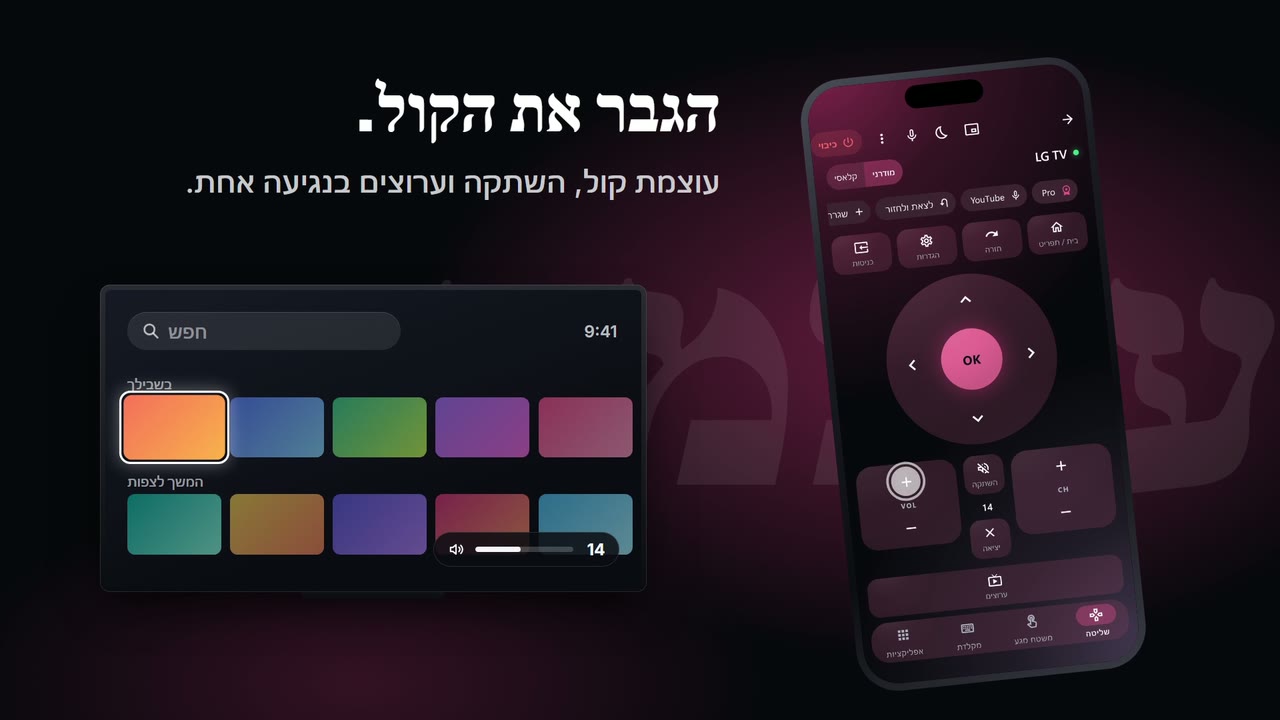 הגבר את הקול.
עוצמת קול, השתקה וערוצים בנגיעה אחת.
חפש
9:41
בשבילך
המשך לצפות
14
כיבוי
LG TV
מודרני
קלאסי
Pro
YouTube
לצאת ולחזור
שגרר
בית / תפריט
חזרה
הגדרות
כניסות
OK
VOL
השתקה
14
יציאה
CH
ערוצים
שליטה
משטח מגע
מקלדת
אפליקציות